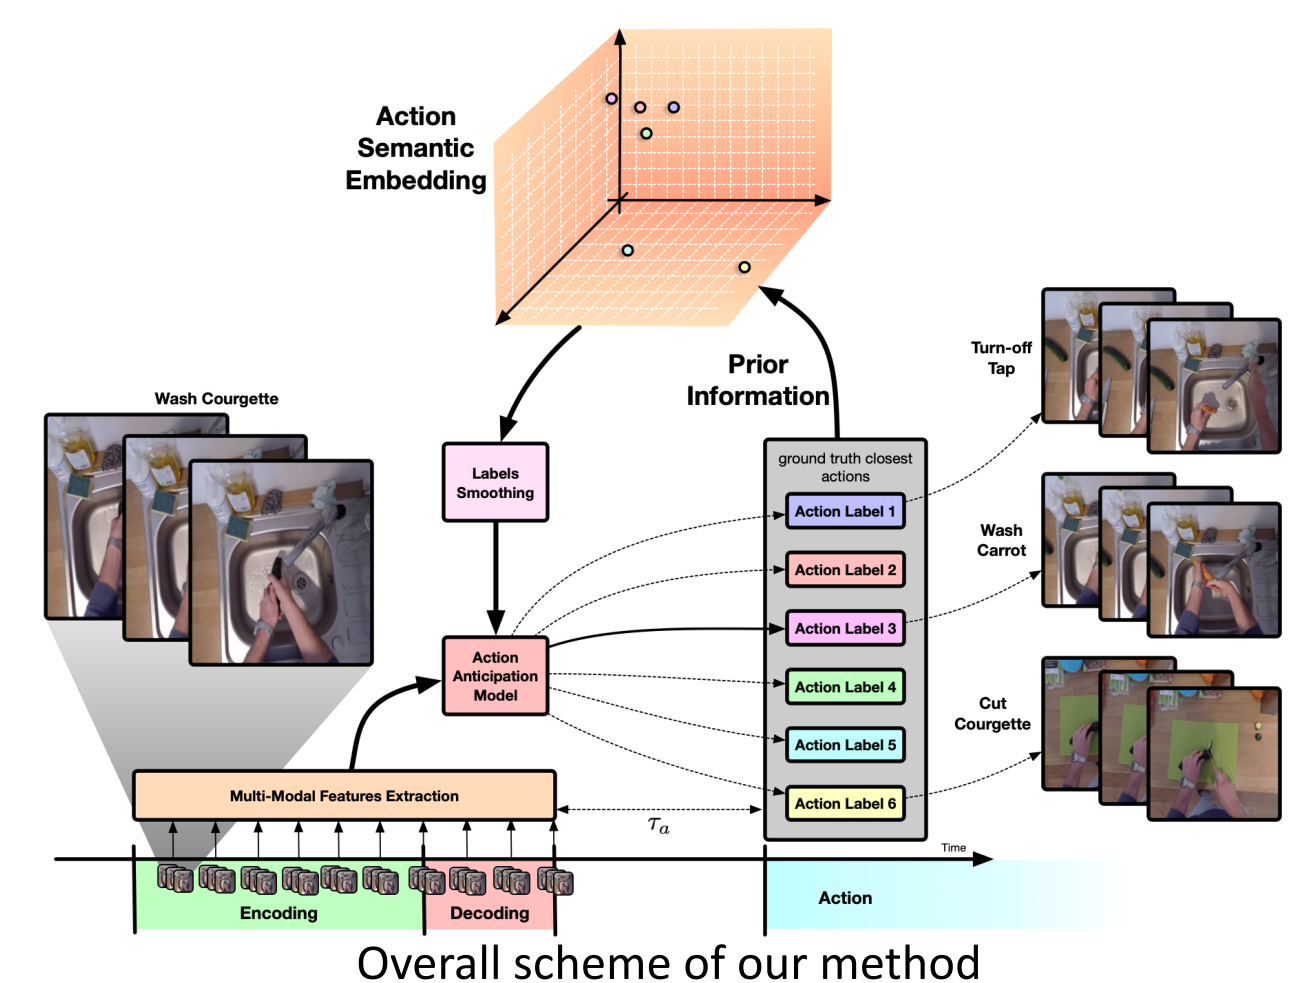 Action
Semantic
Embedding
Prior
Information
Turn-off
Tap
Wash Courgette
Labels
Smoothing
ground truth closest
actions
Action Label 1
Action Label 2
Action Label 3
Action Label 4
Action Label 5
Action Label 6
Wash
Carrot
Action
Anticipation
Model
Cut
Courgette
Multi-Modal Features Extraction
τa
Time
Encoding
Decoding
Action
Overall scheme of our method